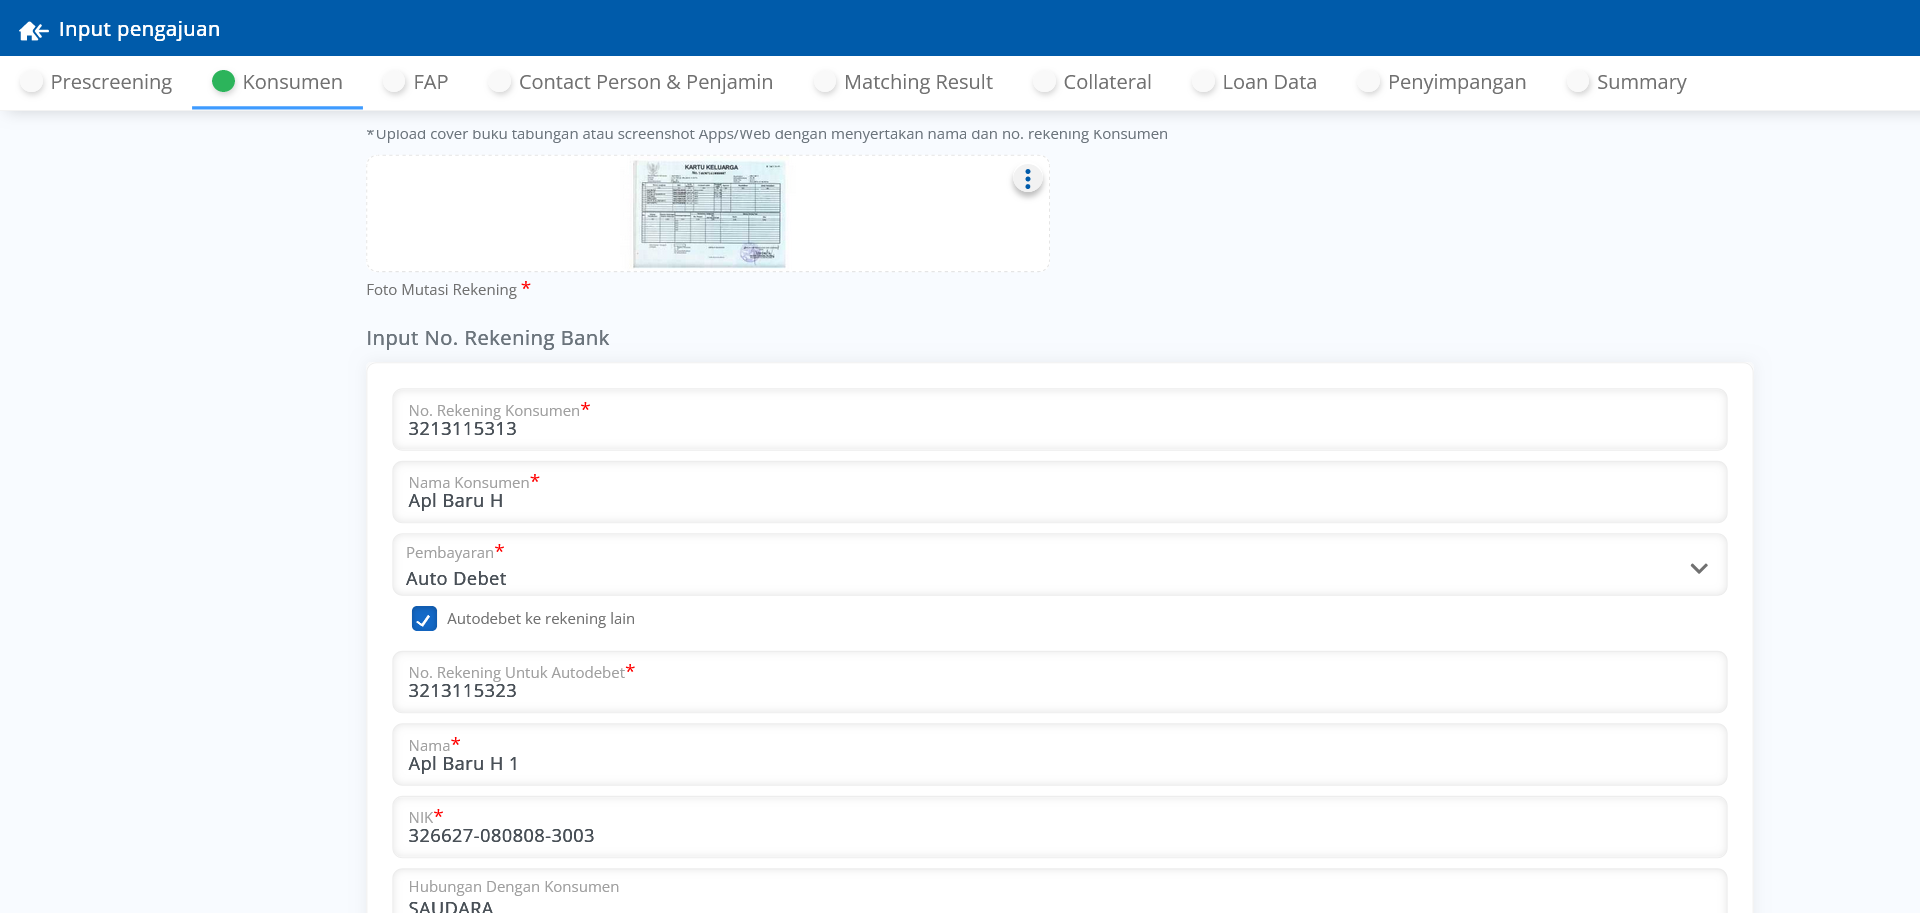 Input pengajuan
Prescreening Konsumen FAP Contact Person & Penjamin Matching Result Collateral Loan Data Penyimpangan Summary
*Upload cover buku tabungan atau screenshot Apps/Web dengan menyertakan nama dan no. rekening Konsumen
KARTU KELUARGA
Foto Mutasi Rekening *
Input No. Rekening Bank
No. Rekening Konsumen*
3213115313
Nama Konsumen*
Apl Baru H
Pembayaran*
Auto Debet
Autodebet ke rekening lain
No. Rekening Untuk Autodebet*
3213115323
Nama*
Apl Baru H 1
NIK*
326627-080808-3003
Hubungan Dengan Konsumen
SAUDARA